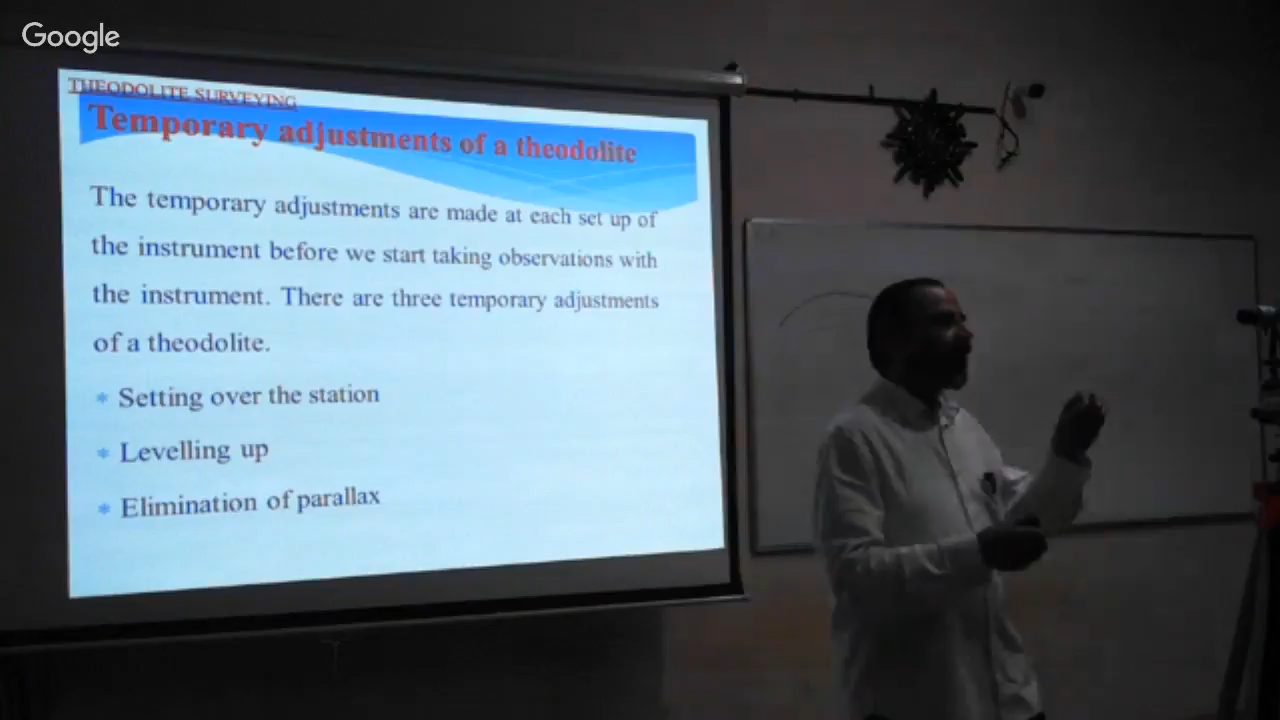 Google
THEODOLITE SURVEYING
Temporary adjustments of a theodolite
The temporary adjustments are made at each set up of
the instrument before we start taking observations with
the instrument. There are three temporary adjustments
of a theodolite.
* Setting over the station
* Levelling up
* Elimination of parallax